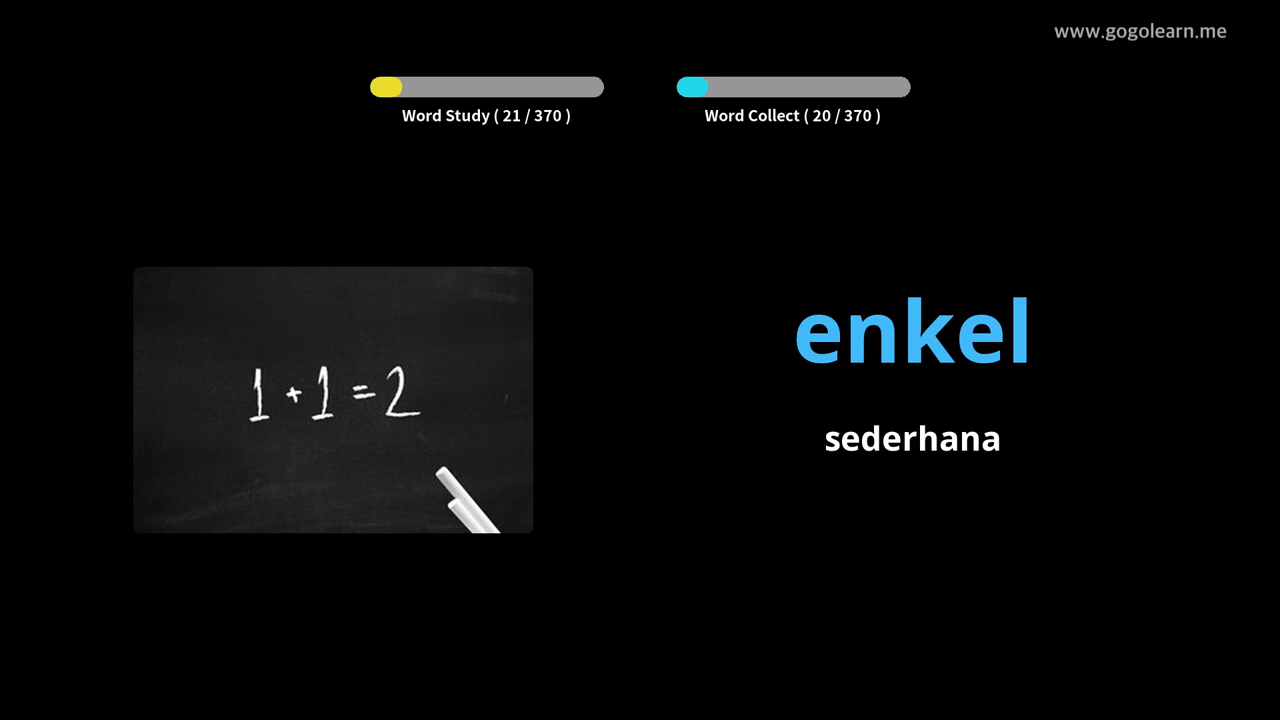 www.gogolearn.me
Word Study ( 21 / 370 )
Word Collect ( 20 / 370 )
1 + 1 = 2
enkel
sederhana